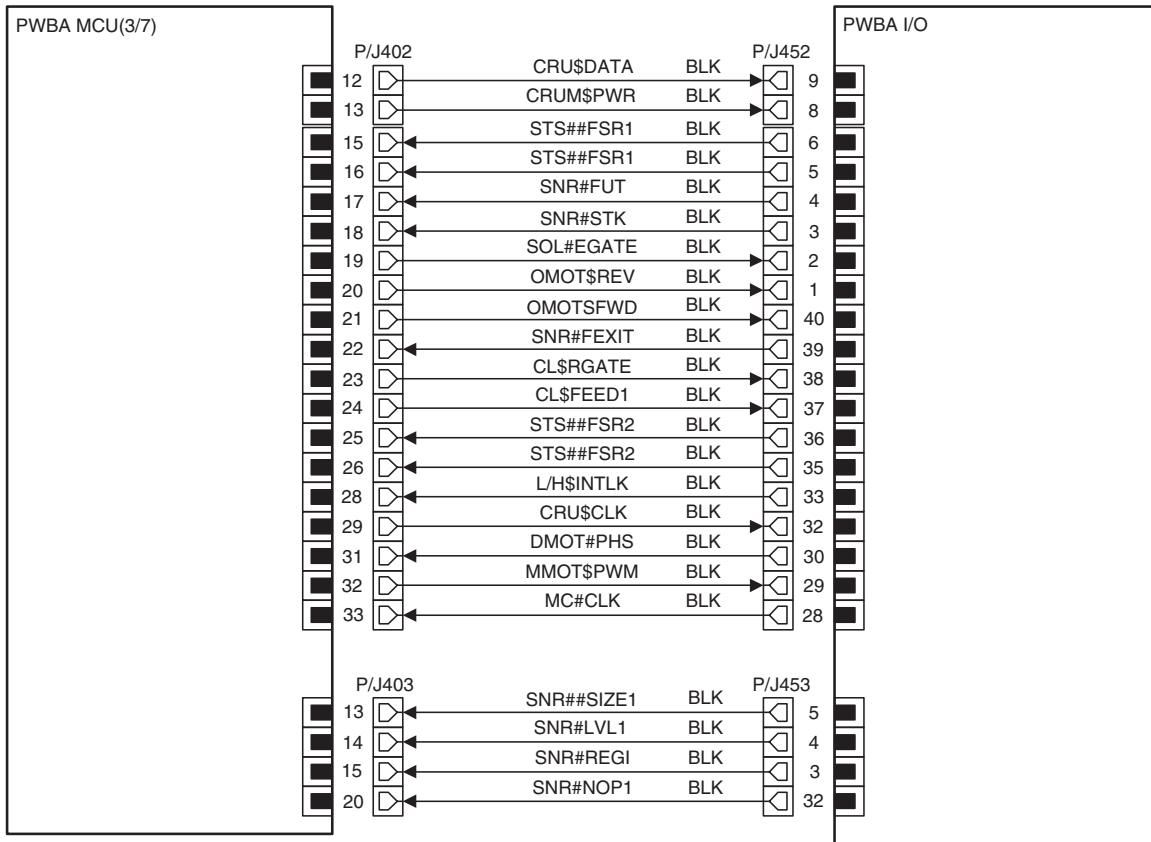 PWBA MCU(3/7) PWBA I/O
P/J402 P/J452
12 CRU$DATA BLK 9
13 CRUM$PWR BLK 8
15 STS##FSR1 BLK 6
16 STS##FSR1 BLK 5
17 SNR#FUT BLK 4
18 SNR#STK BLK 3
19 SOL#EGATE BLK 2
20 OMOT$REV BLK 1
21 OMOTSFWD BLK 40
22 SNR#FEXIT BLK 39
23 CL$RGATE BLK 38
24 CL$FEED1 BLK 37
25 STS##FSR2 BLK 36
26 STS##FSR2 BLK 35
28 L/H$INTLK BLK 33
29 CRU$CLK BLK 32
31 DMOT#PHS BLK 30
32 MMOT$PWM BLK 29
33 MC#CLK BLK 28
P/J403 P/J453
13 SNR##SIZE1 BLK 5
14 SNR#LVL1 BLK 4
15 SNR#REGI BLK 3
20 SNR#NOP1 BLK 32